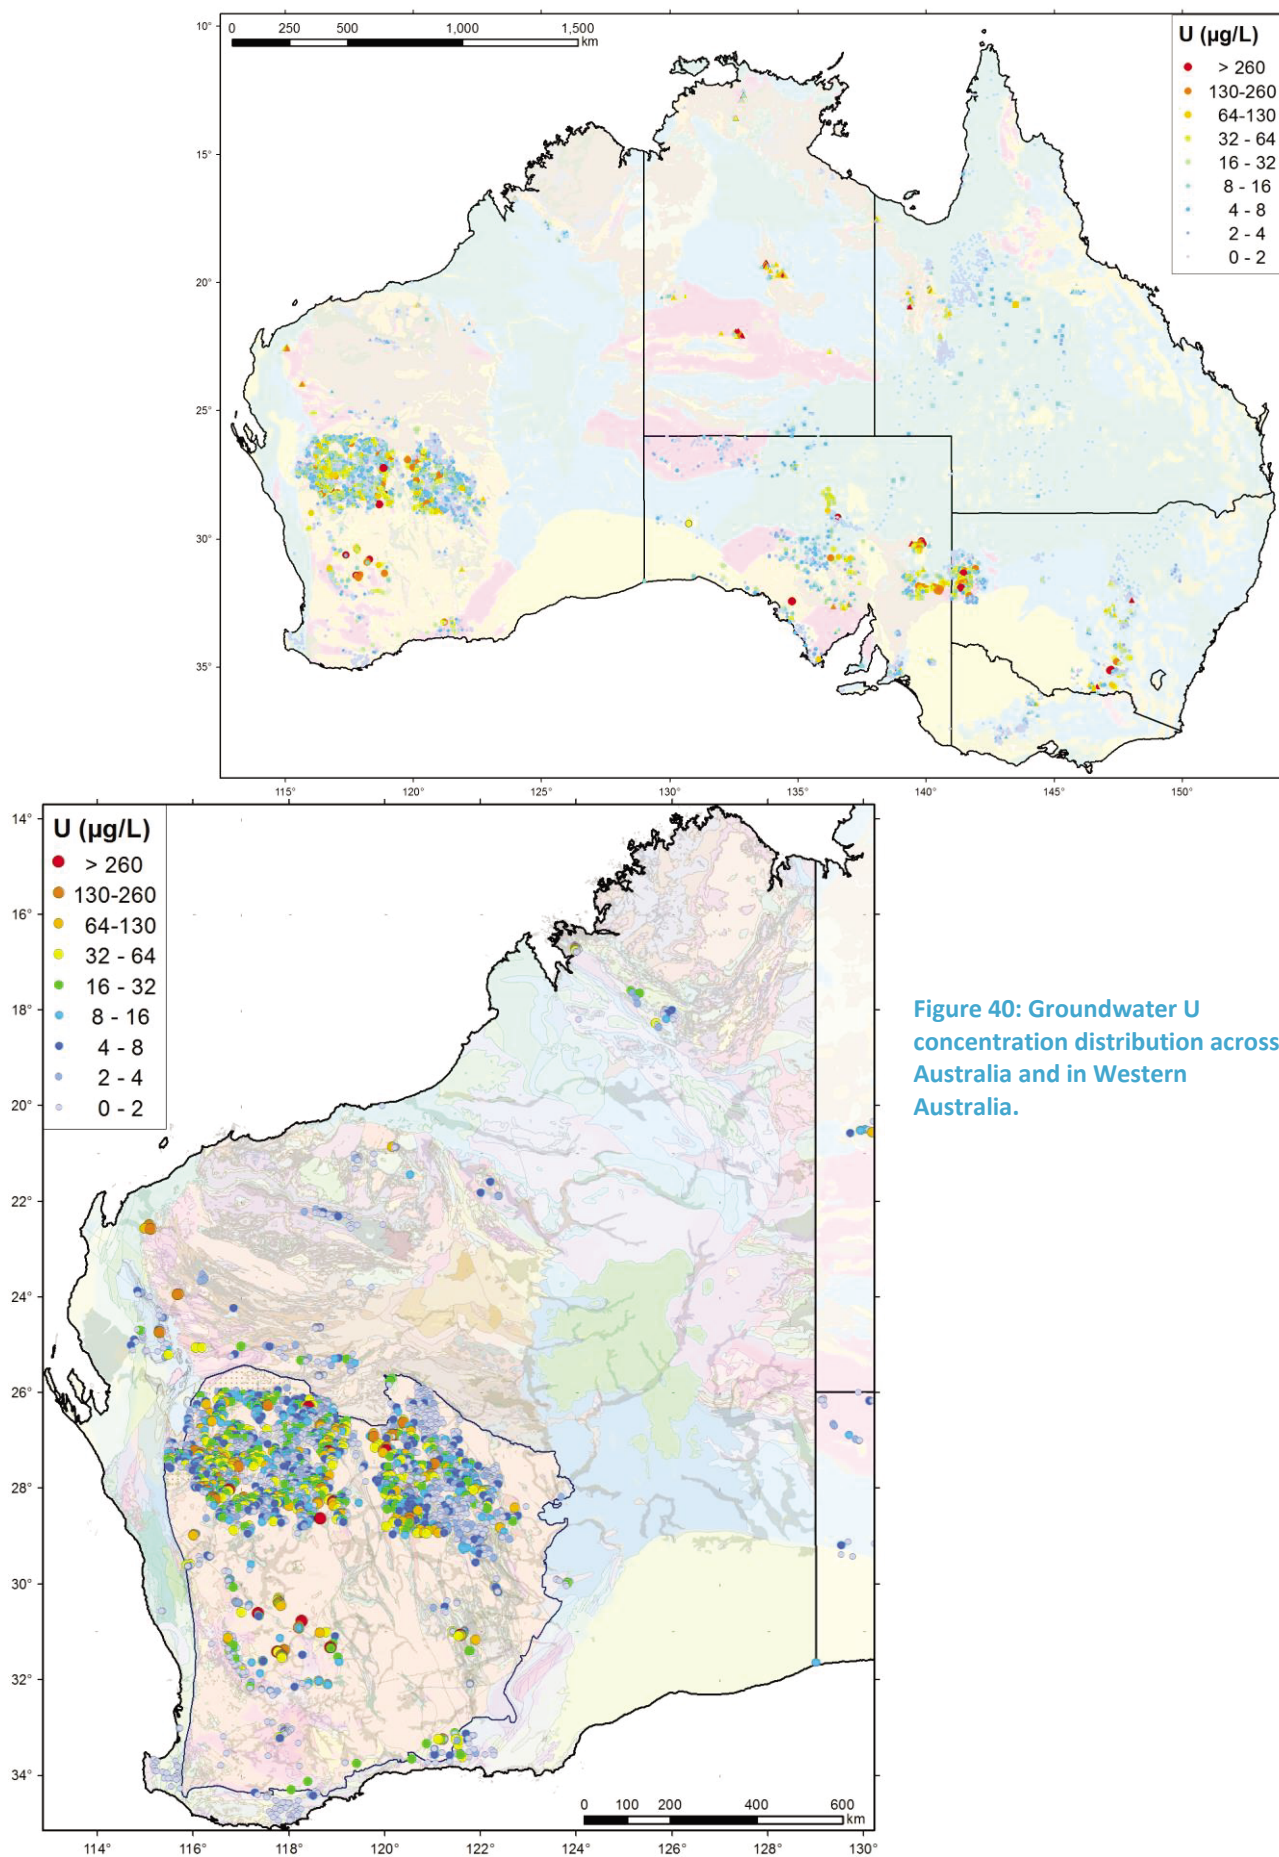 0 250 500 1,000 1,500
km
U (µg/L)
> 260
130-260
64-130
32 - 64
16 - 32
8 - 16
4 - 8
2 - 4
0 - 2
10°
15°
20°
25°
30°
35°
115° 120° 125° 130° 135° 140° 145° 150°
U (µg/L)
> 260
130-260
64-130
32 - 64
16 - 32
8 - 16
4 - 8
2 - 4
0 - 2
14°
16°
18°
20°
22°
24°
26°
28°
30°
32°
34°
0 100 200 400 600
km
114° 116° 118° 120° 122° 124° 126° 128° 130°
Figure 40: Groundwater U
concentration distribution across
Australia and in Western
Australia.